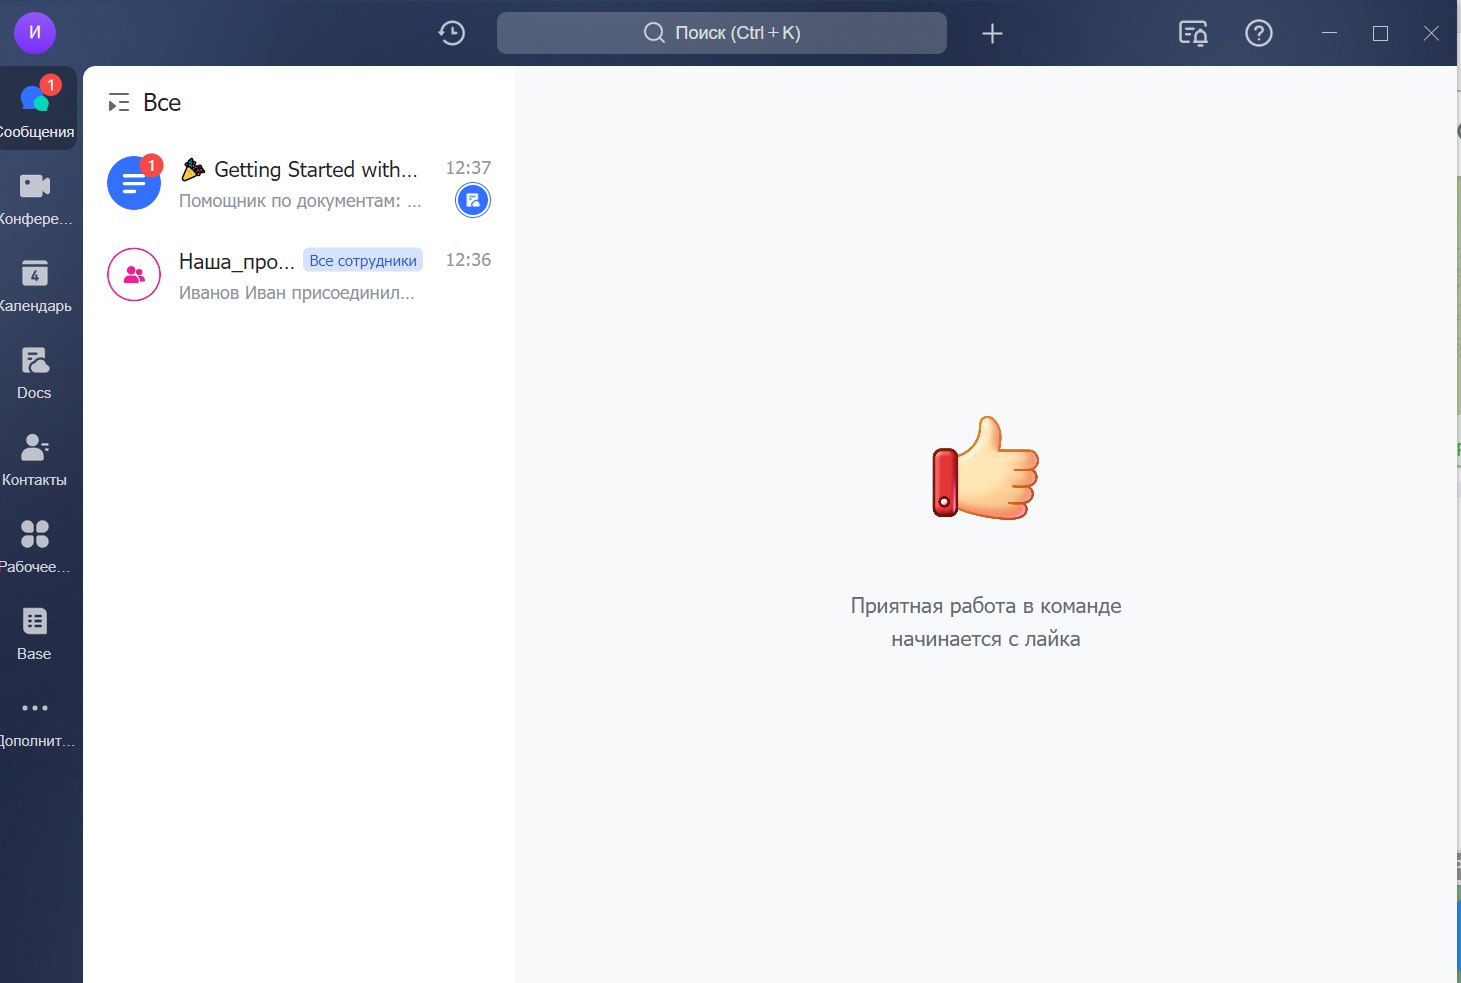 И
Поиск (Ctrl + K)
1
Сообщения
Конфере...
4
Календарь
Docs
Контакты
Рабочее...
Base
Дополнит...
Все
1
Getting Started with...
12:37
Помощник по документам: ...
Наша_про...
Все сотрудники
12:36
Иванов Иван присоединил...
Приятная работа в команде
начинается с лайка